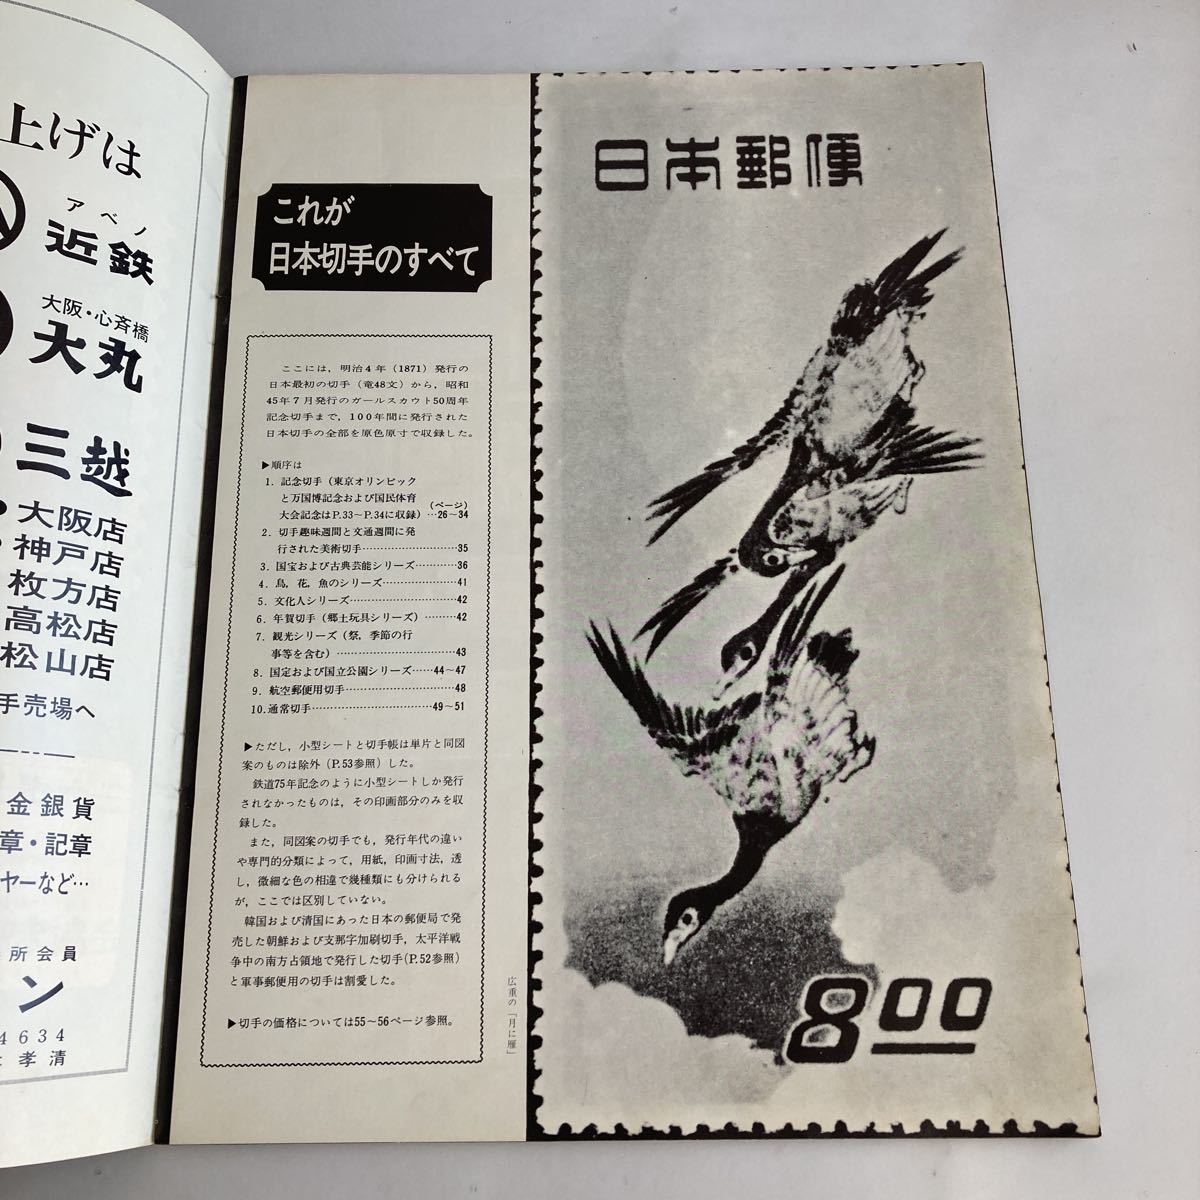 上げは
アベノ
近鉄
大阪・心斉橋
大丸
三越
大阪店
・神戸店
枚方店
高松店
松山店
手売場へ
金銀貨
章・記章
ヤーなど…
所会員
ン
4634
孝清
これが
日本切手のすべて
ここには，明治4年（1871）発行の
日本最初の切手（竜48文）から，昭和
45年7月発行のガールスカウト50周年
記念切手まで，100年間に発行された
日本切手の全部を原色原寸で収録した。
▶順序は
1．記念切手（東京オリンピック
と万国博記念および国民体育
（ページ）
大会記念はP.33〜P.34に収録）…26〜34
2．切手趣味週間と文通週間に発
行された美術切手……………………35
3．国宝および古典芸能シリーズ…………36
4．鳥，花，魚のシリーズ…………………41
5．文化人シリーズ…………………………42
6．年賀切手（郷土玩具シリーズ）………42
7．観光シリーズ（祭，季節の行
事等を含む）……………………………43
8．国定および国立公園シリーズ……44〜47
9．航空郵便用切手…………………………48
10．通常切手……………………………49〜51
▶ただし，小型シートと切手帳は単片と同図
案のものは除外（P.53参照）した。
鉄道75年記念のように小型シートしか発行
されなかったものは，その印画部分のみを収
録した。
また，同図案の切手でも，発行年代の違い
や専門的分類によって，用紙，印画寸法，透
し，微細な色の相違で幾種類にも分けられる
が，ここでは区別していない。
韓国および清国にあった日本の郵便局で発
売した朝鮮および支那字加刷切手，太平洋戦
争中の南方占領地で発行した切手（P.52参照）
と軍事郵便用の切手は割愛した。
▶切手の価格については55〜56ページ参照。
広重の「月に雁」
日本郵便
800